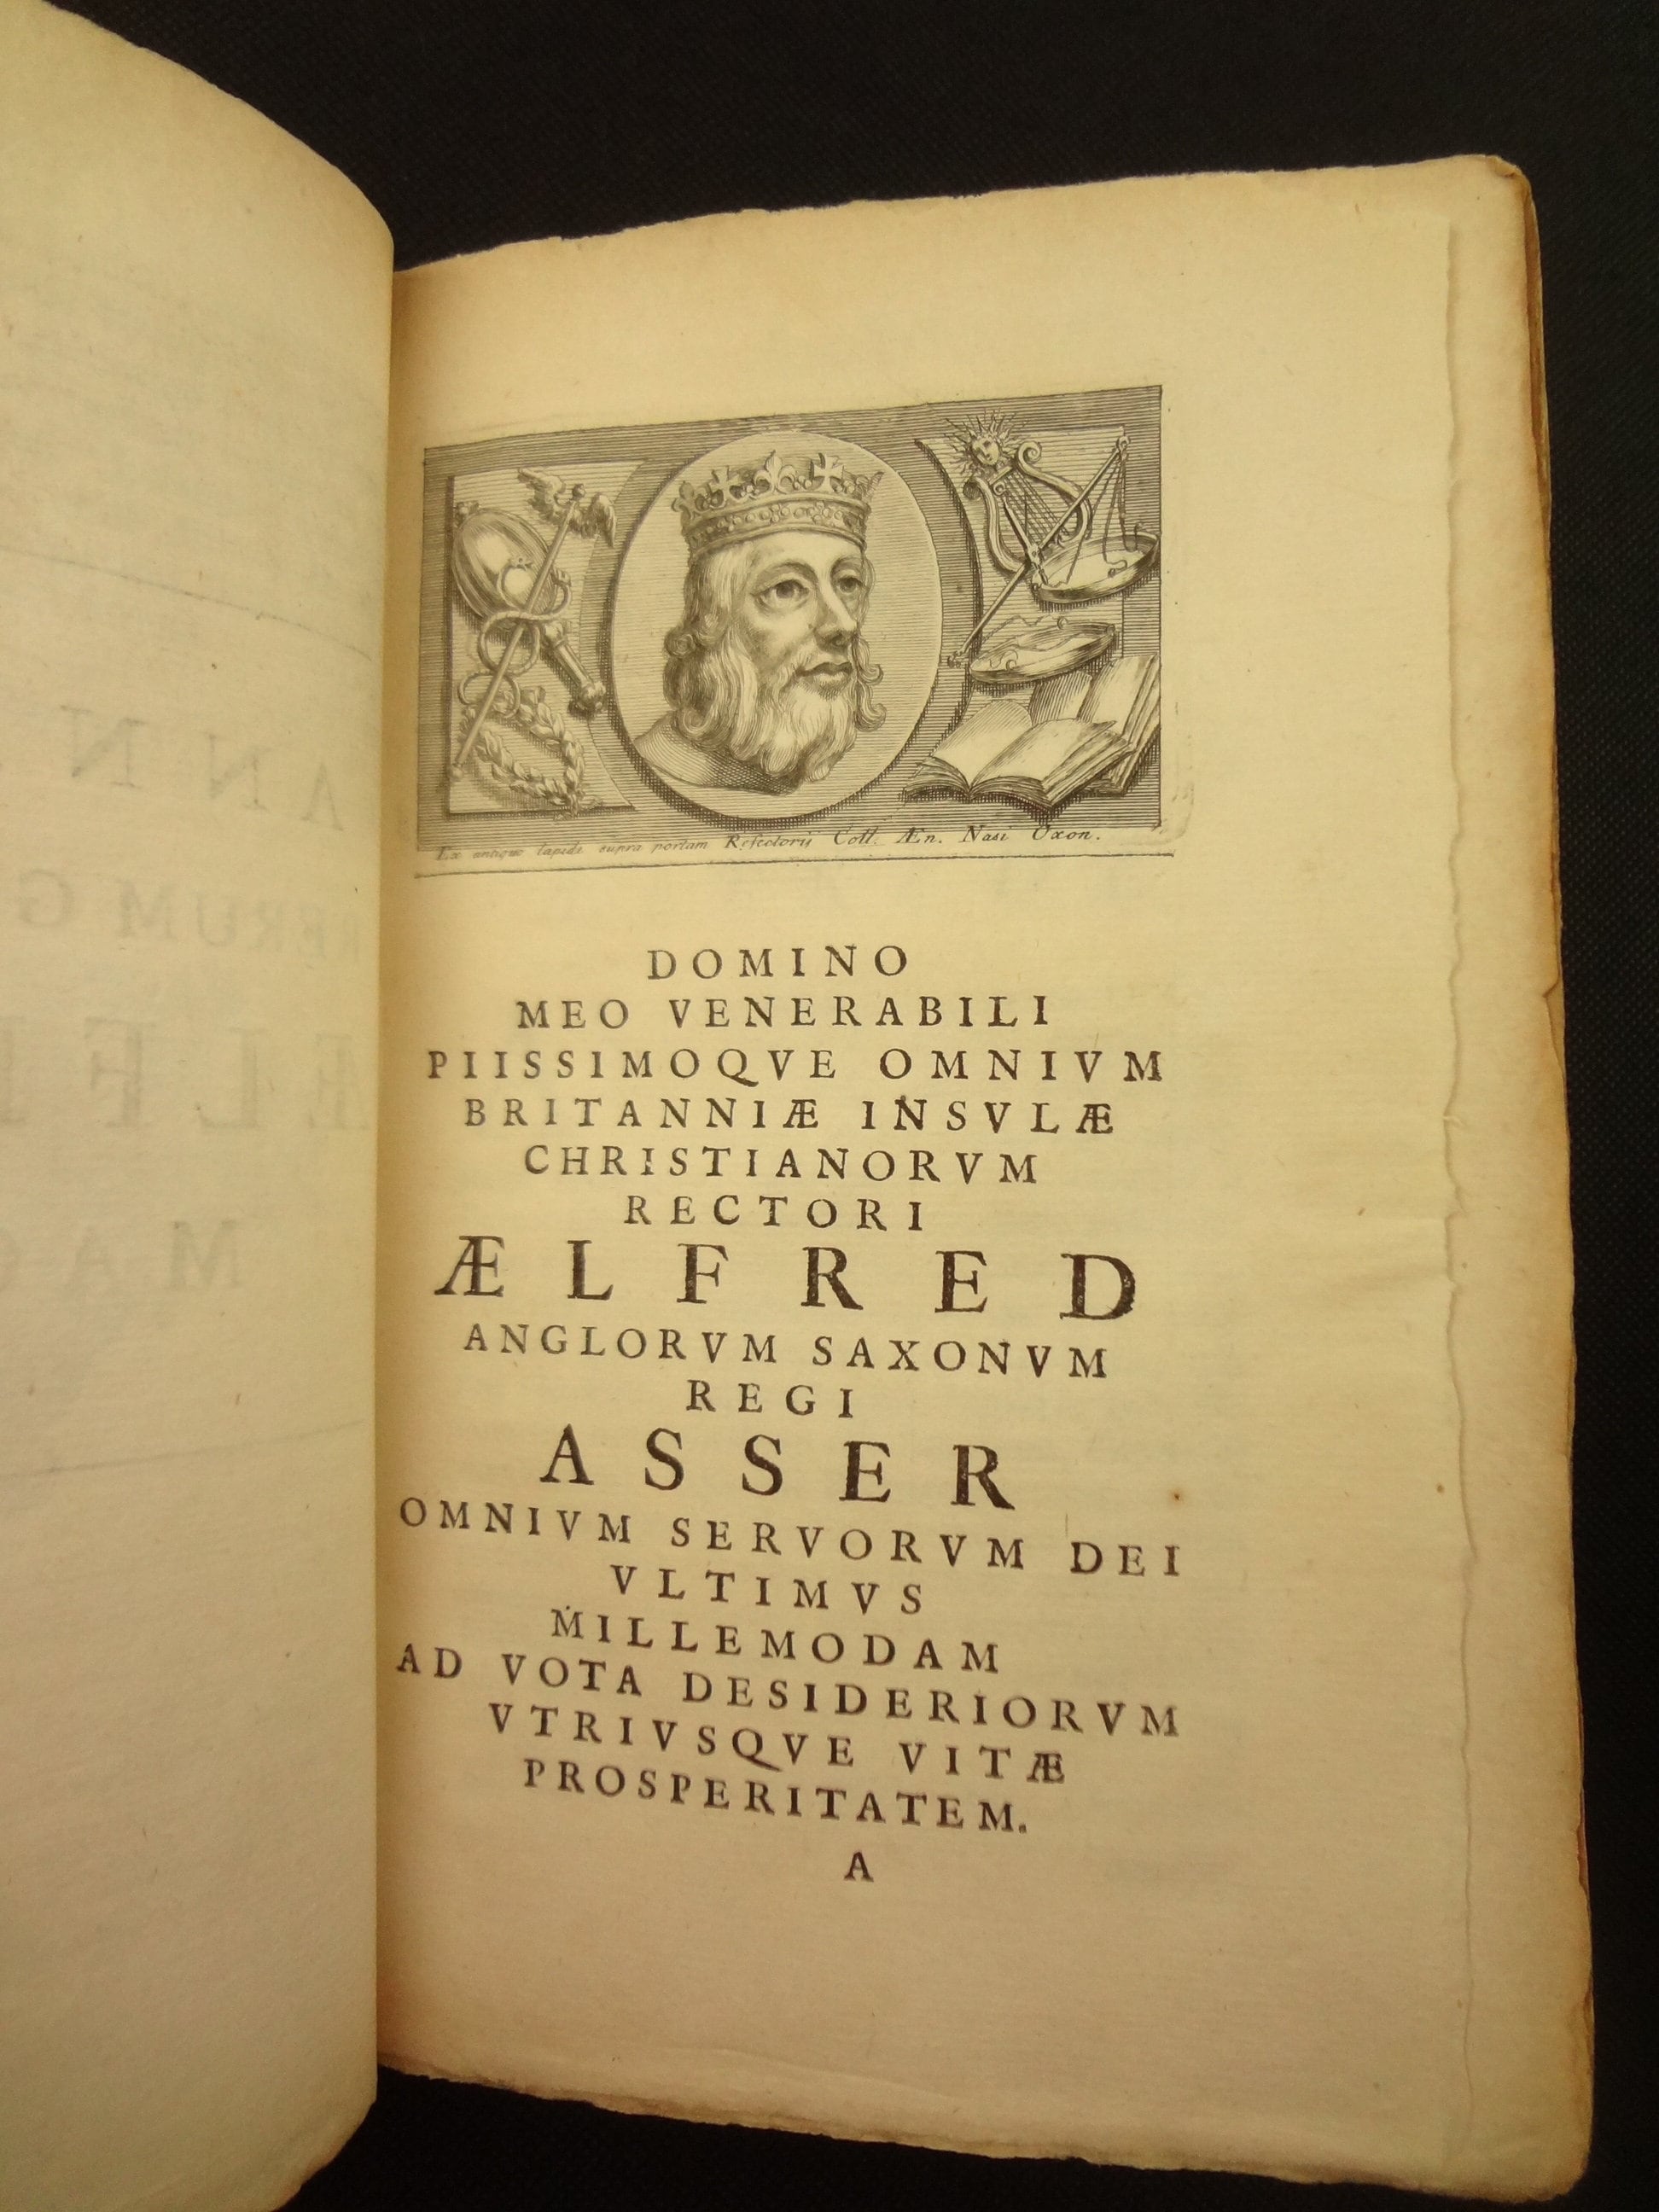 Ex antiquo lapide supra portam Refectorij Coll. Æn. Nasi Oxon.
DOMINO
MEO VENERABILI
PIISSIMOQVE OMNIVM
BRITANNIÆ INSVLÆ
CHRISTIANORVM
RECTORI
ÆLFRED
ANGLORVM SAXONVM
REGI
ASSER
OMNIVM SERVORVM DEI
VLTIMVS
MILLEMODAM
AD VOTA DESIDERIORVM
VTRIVSQVE VITÆ
PROSPERITATEM.
A